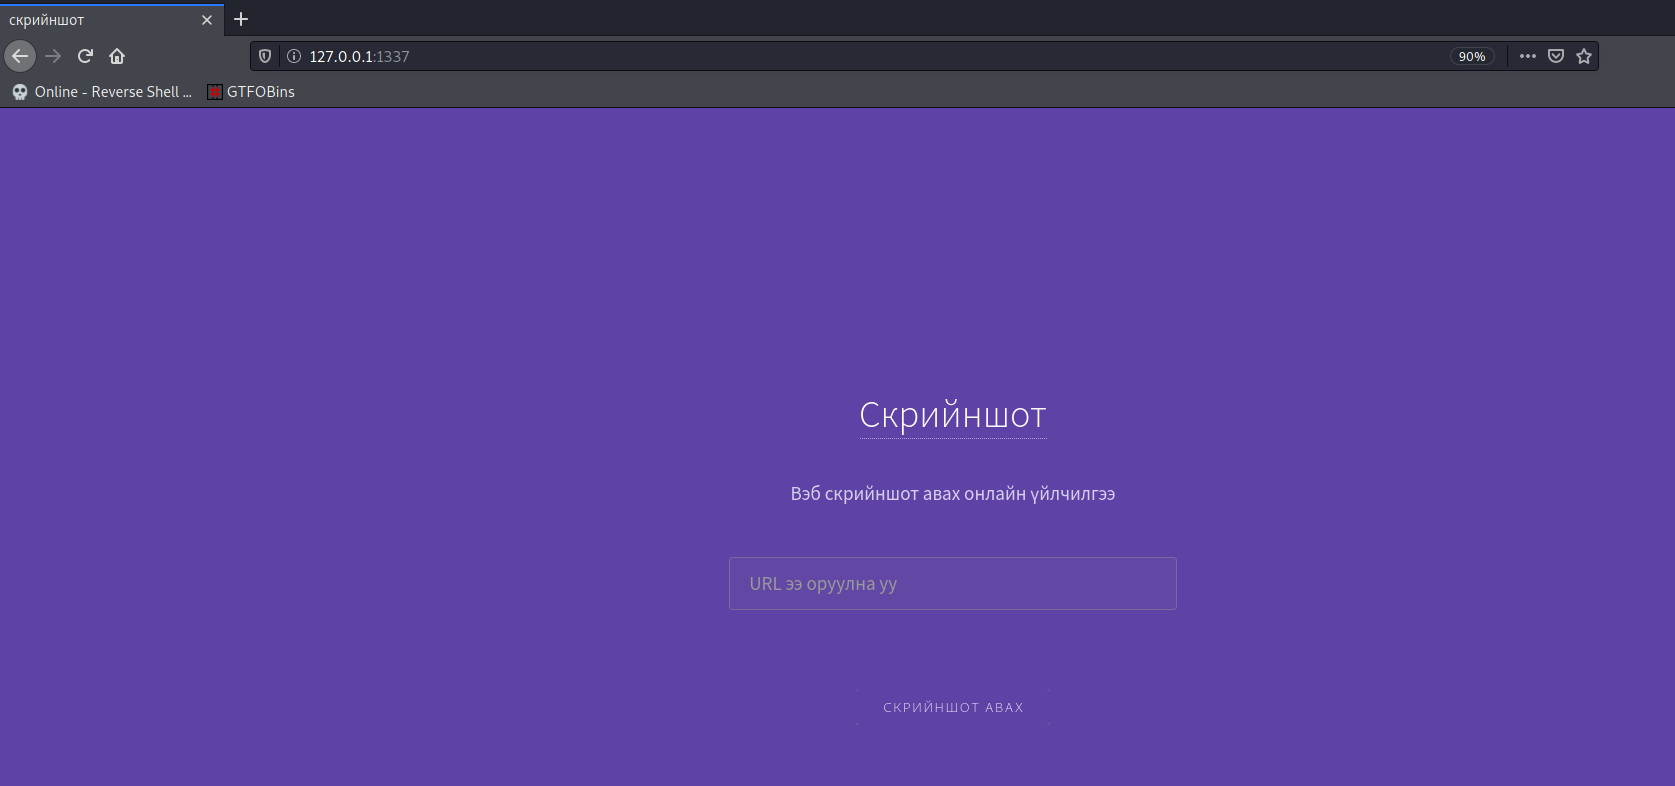 скрийншот
127.0.0.1:1337
90%
Online - Reverse Shell ...
GTFOBins
Скрийншот
Вэб скрийншот авах онлайн үйлчилгээ
URL ээ оруулна уу
СКРИЙНШОТ АВАХ